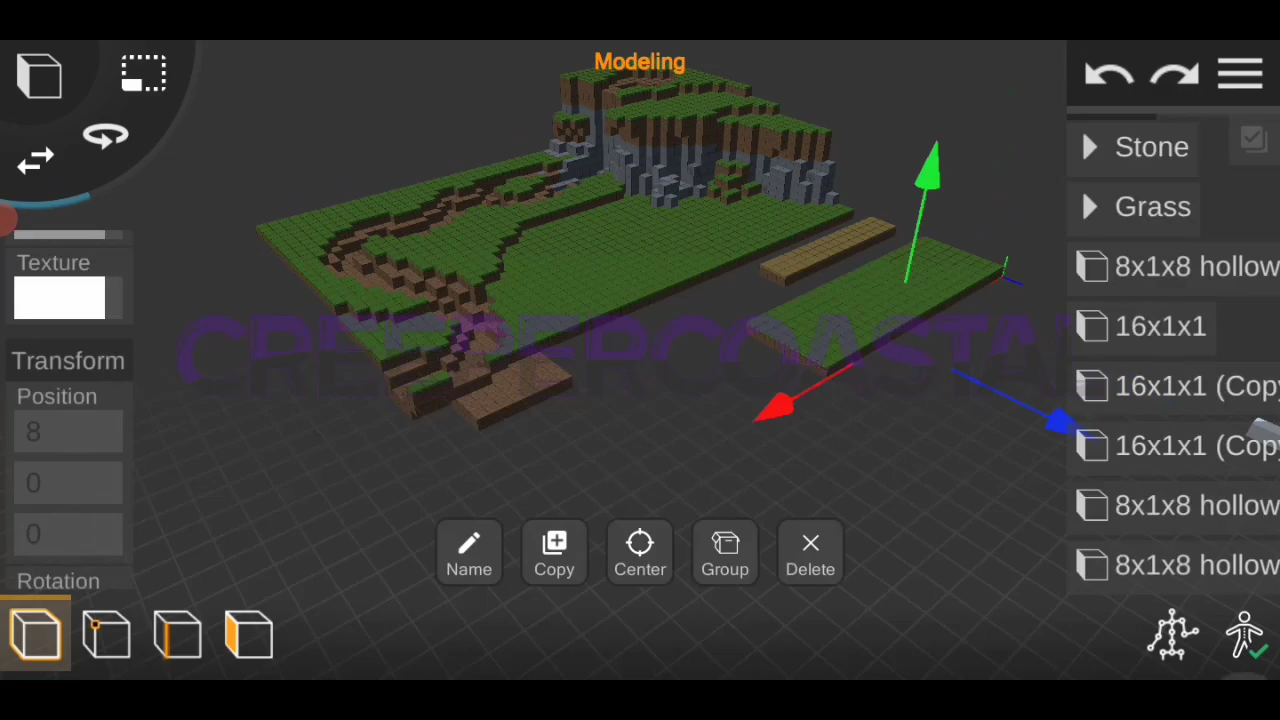 Modeling
Stone
Grass
8x1x8 hollow
16x1x1
16x1x1 (Copy
16x1x1 (Copy
8x1x8 hollow
8x1x8 hollow
Texture
Transform
Position
8
0
0
Rotation
CREEPERCOASTAL
Name
Copy
Center
Group
Delete